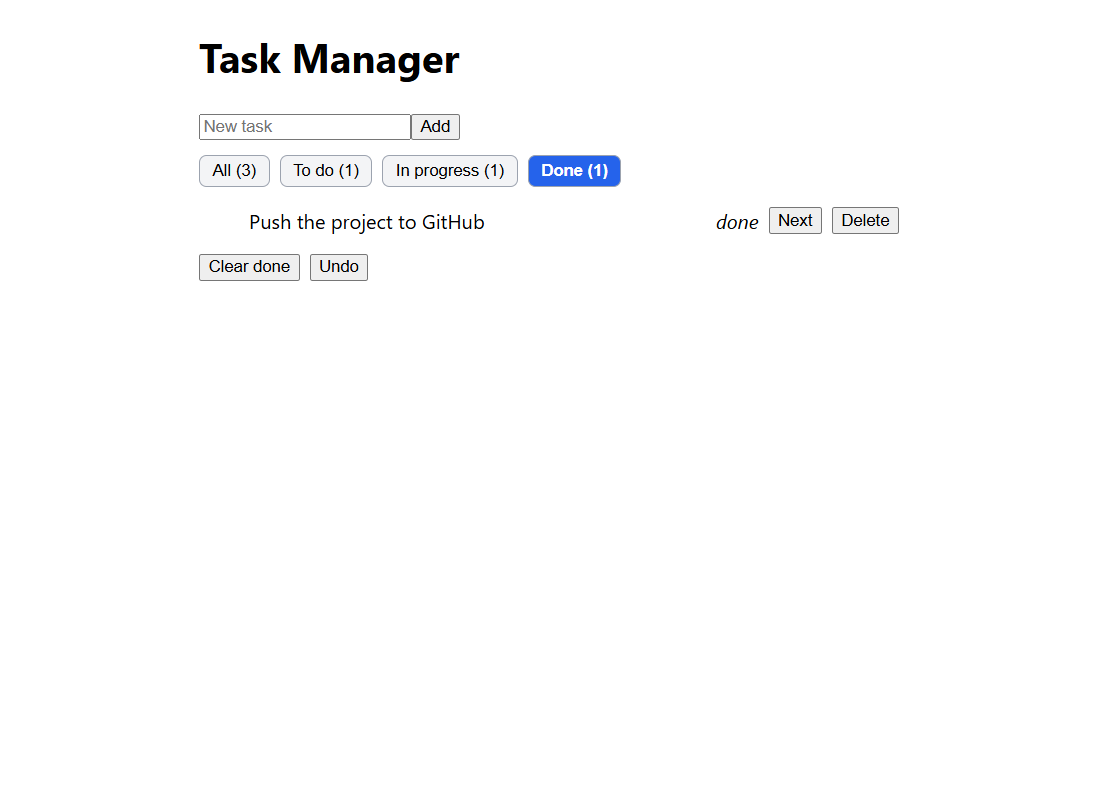 Task Manager
New task Add
All (3) To do (1) In progress (1) Done (1)
Push the project to GitHub done Next Delete
Clear done Undo